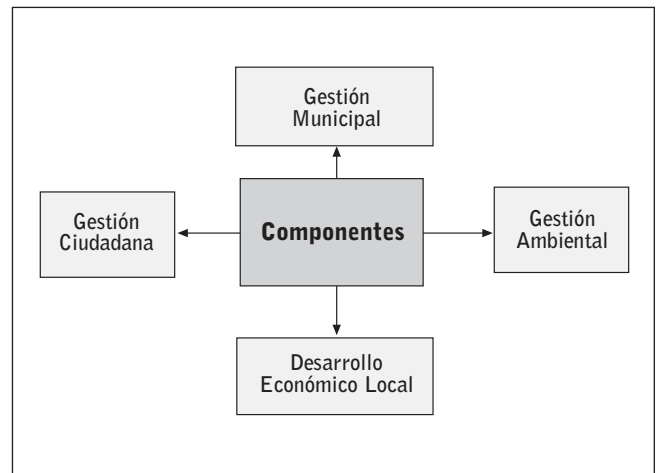 Gestión
Municipal
Gestión
Ciudadana
Componentes
Gestión
Ambiental
Desarrollo
Económico Local